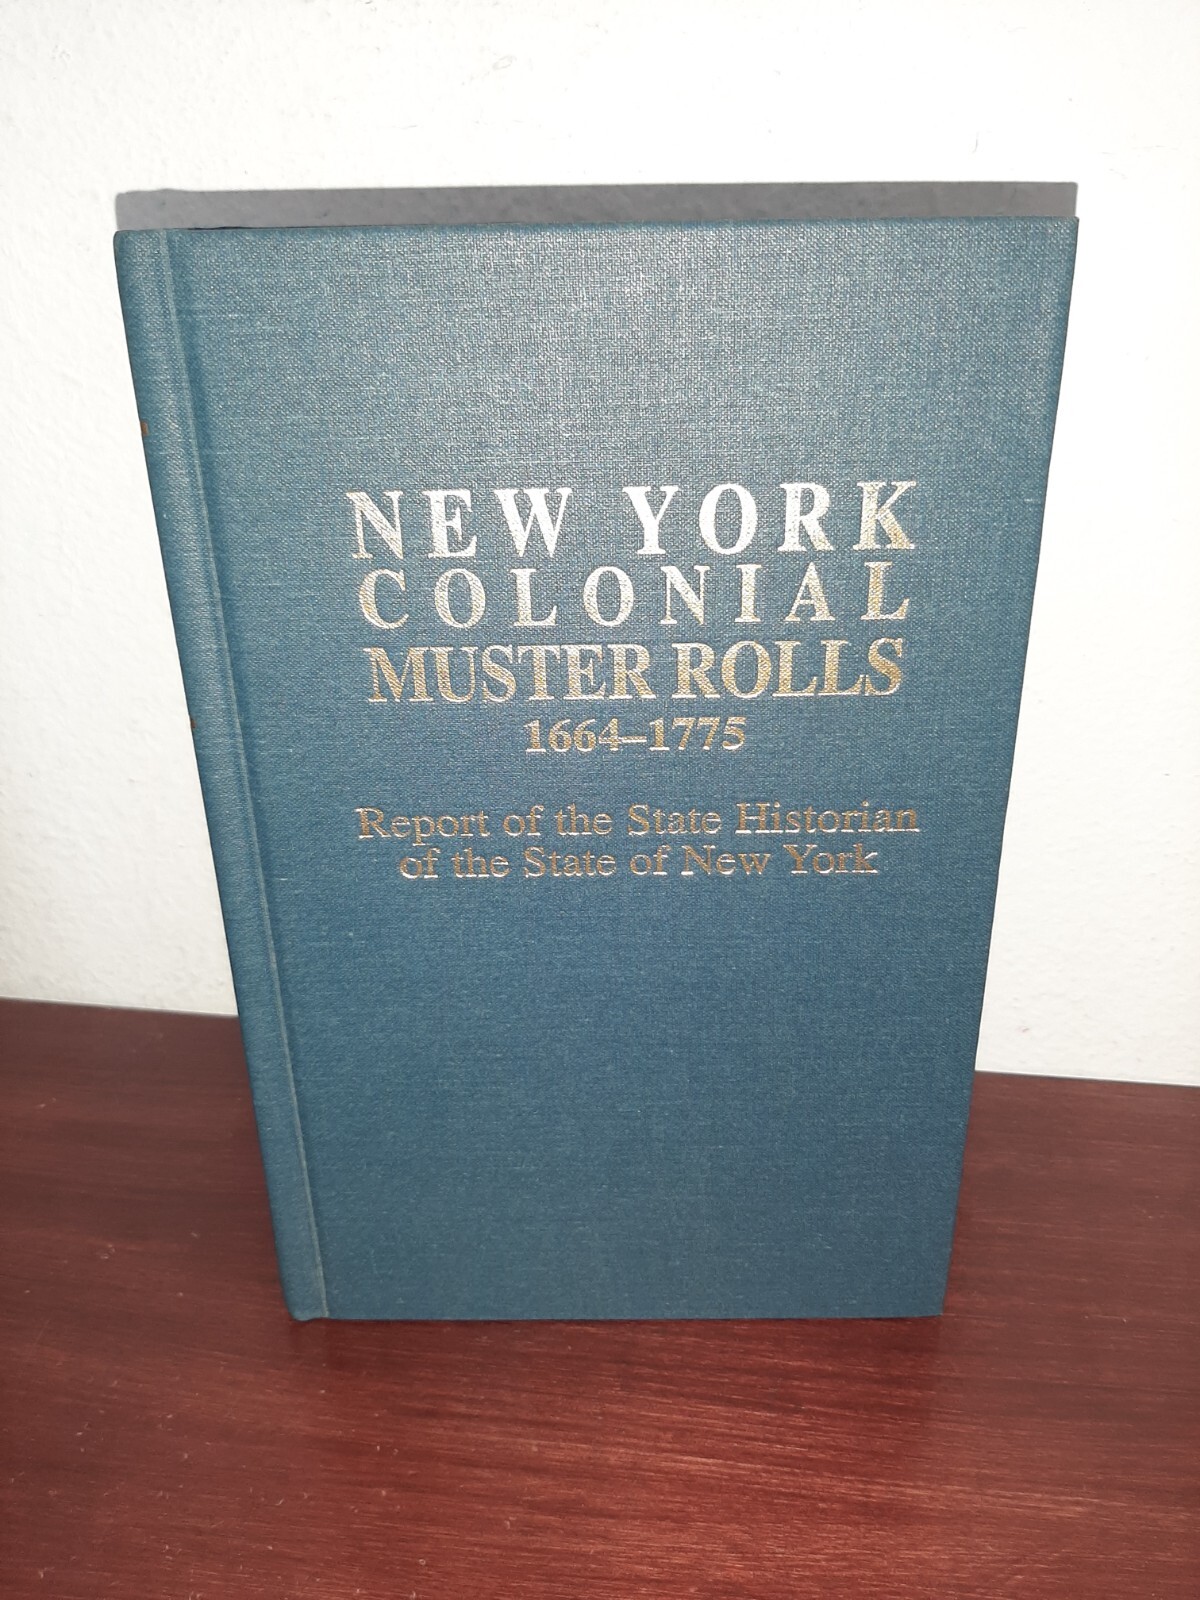 NEW YORK
COLONIAL
MUSTER ROLLS
1664–1775
Report of the State Historian
of the State of New York